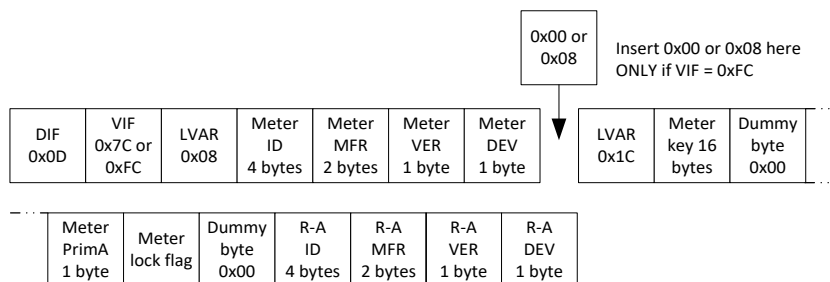 0x00 or
0x08
Insert 0x00 or 0x08 here
ONLY if VIF = 0xFC
DIF
0x0D
VIF
0x7C or
0xFC
LVAR
0x08
Meter
ID
4 bytes
Meter
MFR
2 bytes
Meter
VER
1 byte
Meter
DEV
1 byte
LVAR
0x1C
Meter
key 16
bytes
Dummy
byte
0x00
Meter
PrimA
1 byte
Meter
lock flag
Dummy
byte
0x00
R-A
ID
4 bytes
R-A
MFR
2 bytes
R-A
VER
1 byte
R-A
DEV
1 byte